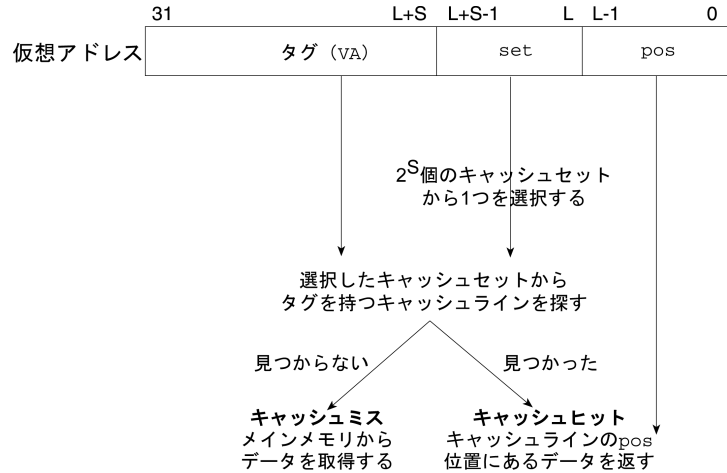 31 L+S L+S-1 L L-1 0
仮想アドレス タグ（VA） set pos
2^S個のキャッシュセット
から1つを選択する
選択したキャッシュセットから
タグを持つキャッシュラインを探す
見つからない 見つかった
キャッシュミス キャッシュヒット
メインメモリから キャッシュラインのpos
データを取得する 位置にあるデータを返す